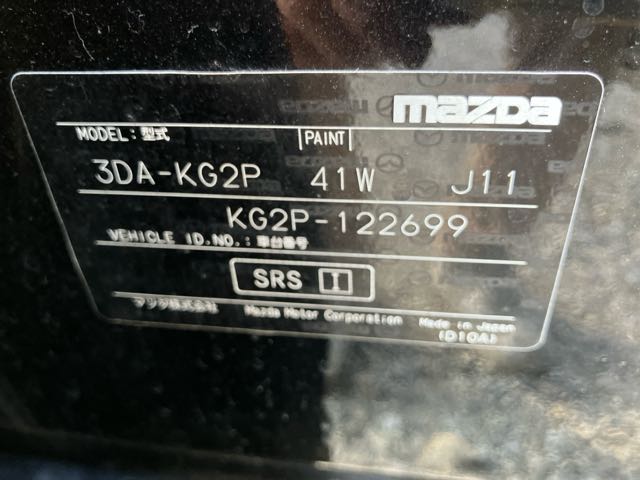 mazda
MODEL: 型式 PAINT
3DA-KG2P 41W J11
KG2P-122699
VEHICLE ID.NO.: 車台番号
SRS I
マツダ株式会社 Mazda Motor Corporation Made in Japan
(D10A)